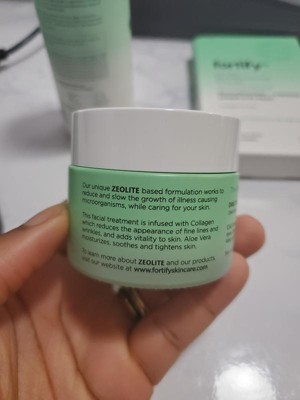 fortify
Our unique ZEOLITE based formulation works to
reduce and slow the growth of illness causing
microorganisms, while caring for your skin.
This facial treatment is infused with Collagen
which reduces the appearance of fine lines and
wrinkles, and adds vitality to skin. Aloe Vera
moisturizes, soothes and tightens skin.
To learn more about ZEOLITE and our products,
visit our website at www.fortifyskincare.com